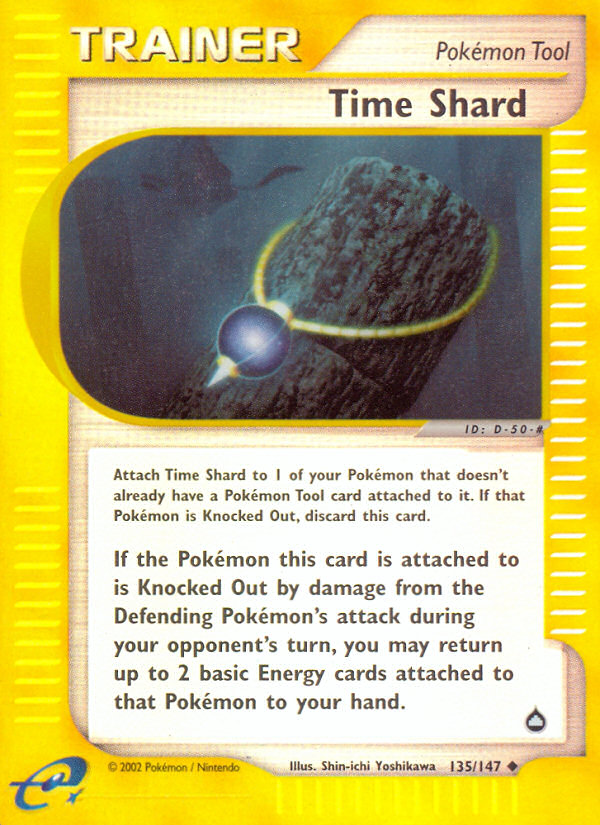 TRAINER
Pokémon Tool
Time Shard
ID: D-50-#
Attach Time Shard to 1 of your Pokémon that doesn't
already have a Pokémon Tool card attached to it. If that
Pokémon is Knocked Out, discard this card.
If the Pokémon this card is attached to
is Knocked Out by damage from the
Defending Pokémon's attack during
your opponent's turn, you may return
up to 2 basic Energy cards attached to
that Pokémon to your hand.
© 2002 Pokémon / Nintendo
Illus. Shin-ichi Yoshikawa 135/147 ◆